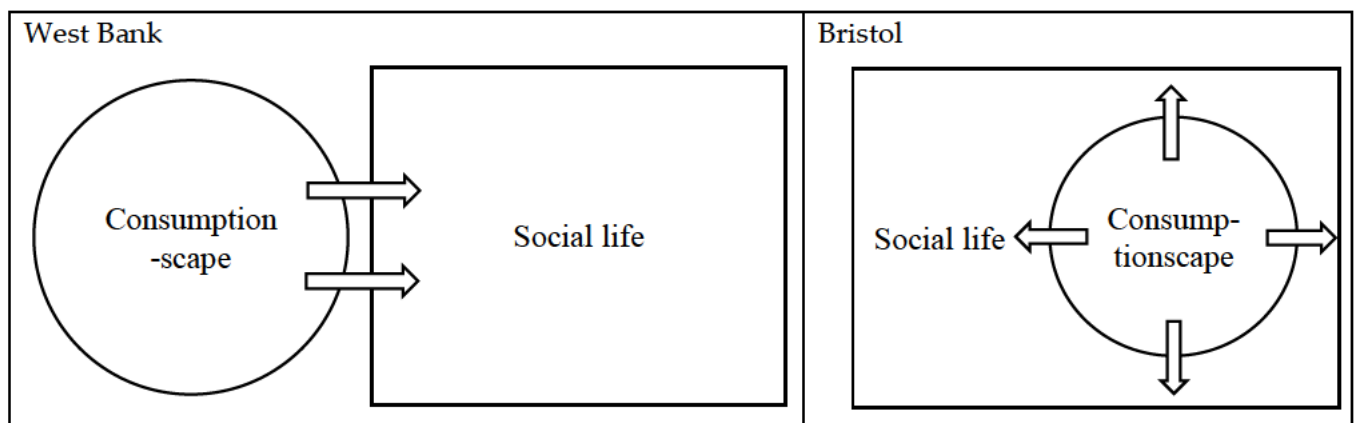 West Bank
Consumption
-scape
Social life
Bristol
Social life
Consump-
tionscape